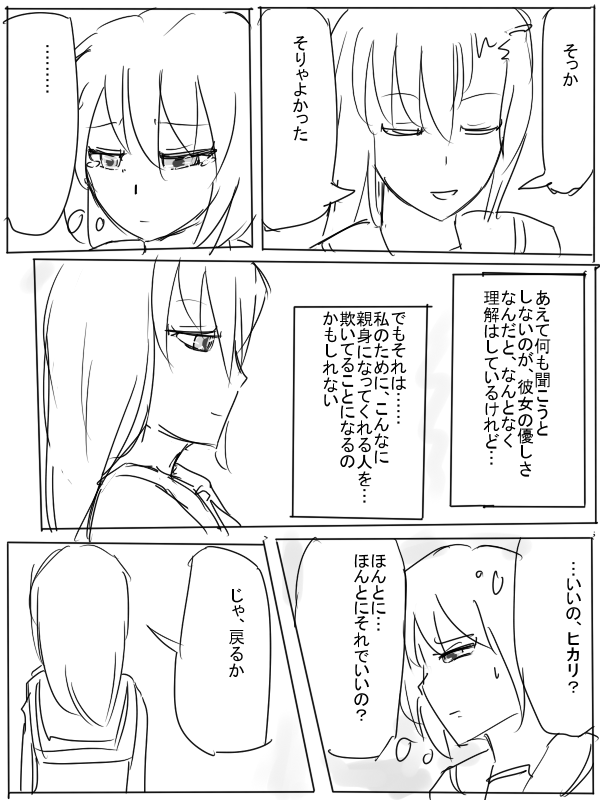 そっか
そりゃよかった
………
あえて何も聞こうと
しないのが、彼女の優しさ
なんだと、なんとなく
理解はしているけれど…
でもそれは……
私のために、こんなに
親身になってくれる人を…
欺いてることになるの
かもしれない
…いいの、ヒカリ？
ほんとに…
ほんとにそれでいいの？
じゃ、戻るか